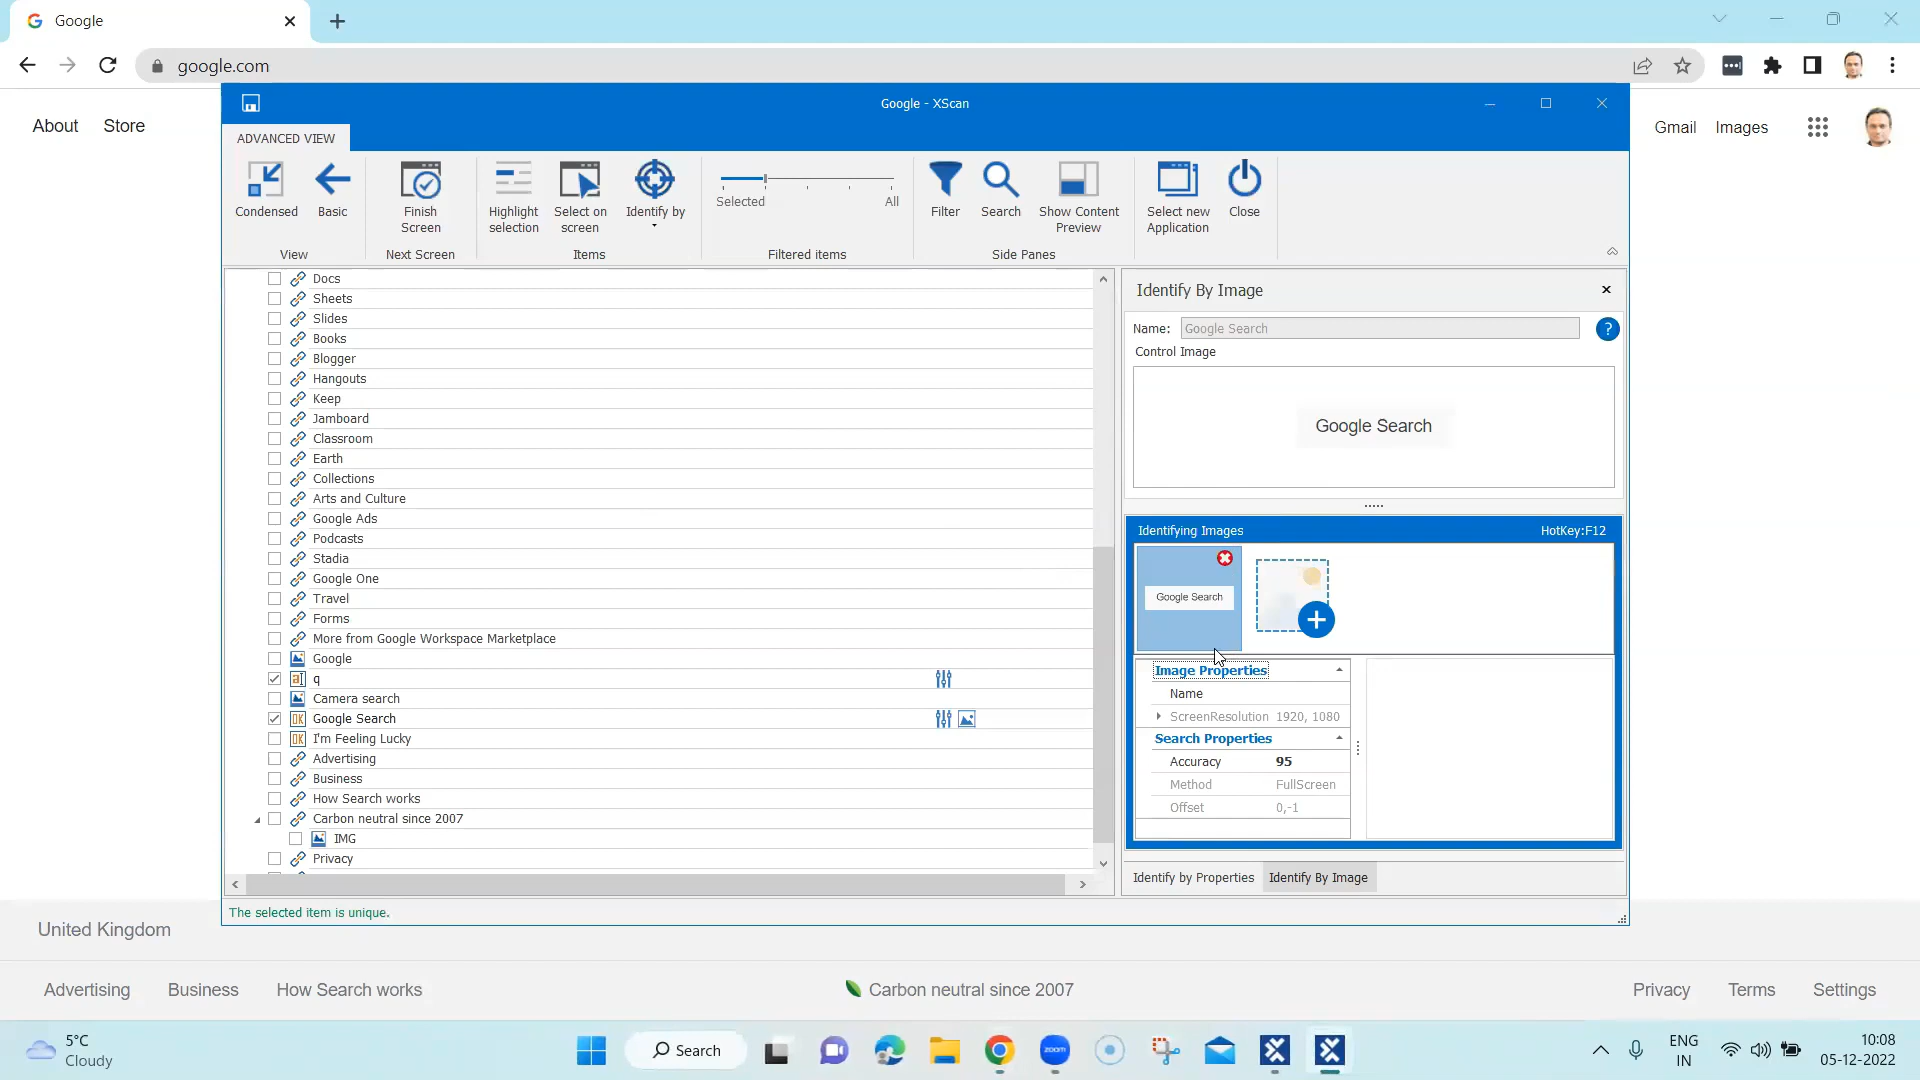 Google
google.com
About
Store
Gmail
Images
Google - XScan
ADVANCED VIEW
Condensed
Basic
View
Finish
Screen
Next Screen
Highlight
selection
Select on
screen
Identify by
Items
Selected
All
Filtered items
Filter
Search
Show Content
Preview
Side Panes
Select new
Application
Close
Docs
Sheets
Slides
Books
Blogger
Hangouts
Keep
Jamboard
Classroom
Earth
Collections
Arts and Culture
Google Ads
Podcasts
Stadia
Google One
Travel
Forms
More from Google Workspace Marketplace
Google
q
Camera search
OK Google Search
OK I'm Feeling Lucky
Advertising
Business
How Search works
Carbon neutral since 2007
IMG
Privacy
Identify By Image
Name: Google Search
?
Control Image
Google Search
Identifying Images
HotKey:F12
Google Search
Image Properties
Name
ScreenResolution 1920, 1080
Search Properties
Accuracy 95
Method FullScreen
Offset 0,-1
Identify by Properties
Identify By Image
The selected item is unique.
United Kingdom
Advertising
Business
How Search works
Carbon neutral since 2007
Privacy
Terms
Settings
5°C
Cloudy
Search
zoom
ENG
IN
10:08
05-12-2022